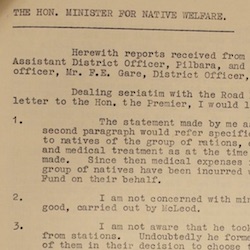 THE HON. MINISTER FOR NATIVE WELFARE.
Herewith reports received from
Assistant District Officer, Pilbara, and
officer, Mr. F.E. Gare, District Officer,
Dealing seriatim with the Road
letter to the Hon. the Premier, I would l
1. The statement made by me a
second paragraph would refer specifi
to natives of the group of rations,
and medical treatment as at the time
made. Since then medical expenses
group of natives have been incurred
Fund on their behalf.
2. I am not concerned with min
good, carried out by McLeod.
3. I am not aware that he too
from stations. Undoubtedly he form
of them in their decision to choose